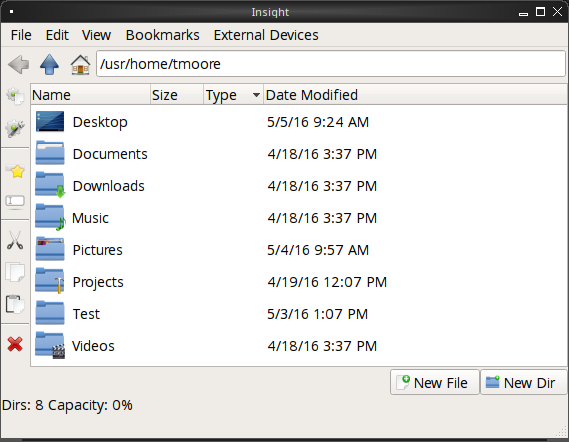 Insight
File Edit View Bookmarks External Devices
/usr/home/tmoore
Name Size Type Date Modified
Desktop 5/5/16 9:24 AM
Documents 4/18/16 3:37 PM
Downloads 4/18/16 3:37 PM
Music 4/18/16 3:37 PM
Pictures 5/4/16 9:57 AM
Projects 4/19/16 12:07 PM
Test 5/3/16 1:07 PM
Videos 4/18/16 3:37 PM
New File New Dir
Dirs: 8 Capacity: 0%